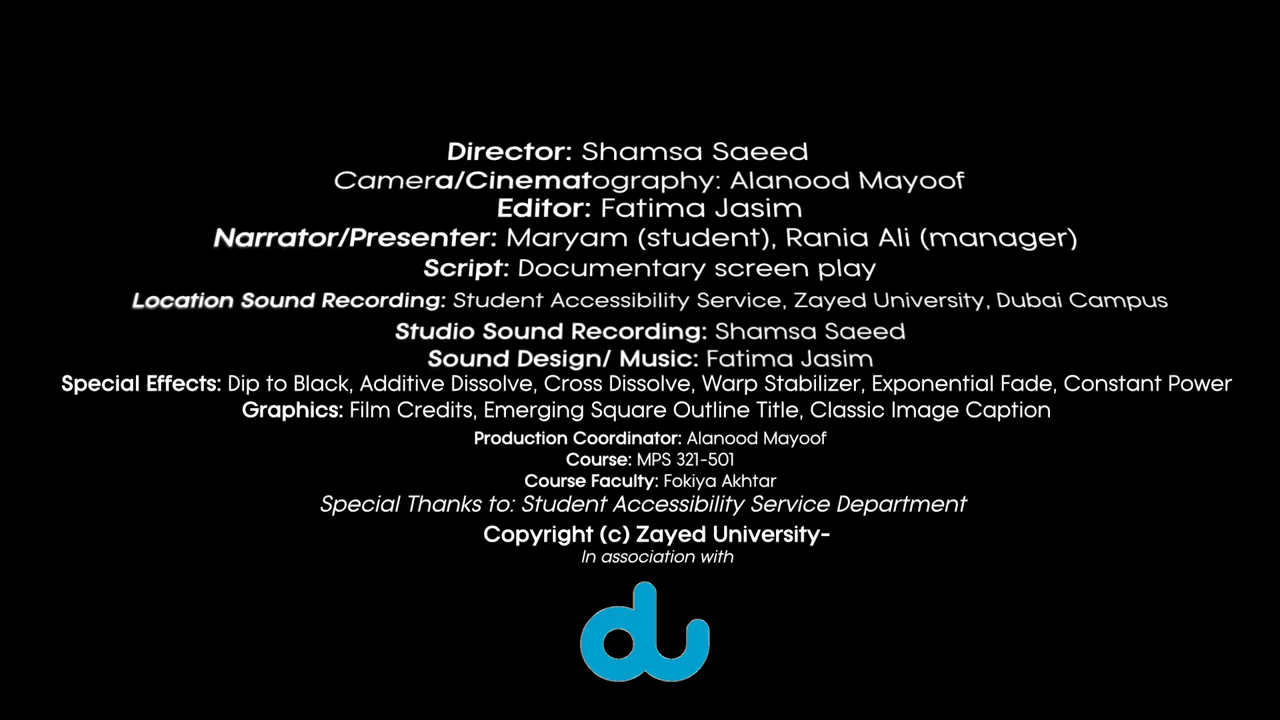 Director: Shamsa Saeed
Camera/Cinematography: Alanood Mayoof
Editor: Fatima Jasim
Narrator/Presenter: Maryam (student), Rania Ali (manager)
Script: Documentary screen play
Location Sound Recording: Student Accessibility Service, Zayed University, Dubai Campus
Studio Sound Recording: Shamsa Saeed
Sound Design/ Music: Fatima Jasim
Special Effects: Dip to Black, Additive Dissolve, Cross Dissolve, Warp Stabilizer, Exponential Fade, Constant Power
Graphics: Film Credits, Emerging Square Outline Title, Classic Image Caption
Production Coordinator: Alanood Mayoof
Course: MPS 321-501
Course Faculty: Fokiya Akhtar
Special Thanks to: Student Accessibility Service Department
Copyright (c) Zayed University-
In association with
du